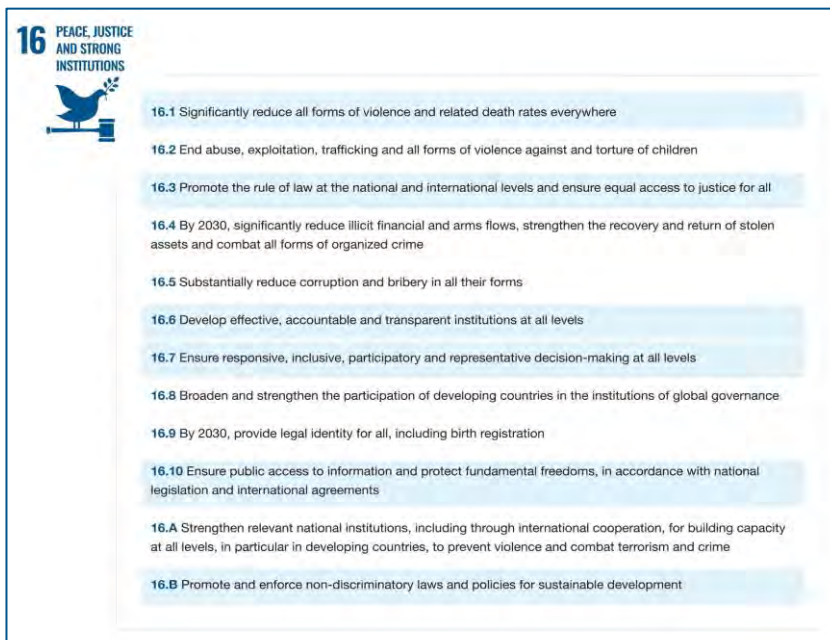 16 PEACE, JUSTICE
AND STRONG
INSTITUTIONS
16.1 Significantly reduce all forms of violence and related death rates everywhere
16.2 End abuse, exploitation, trafficking and all forms of violence against and torture of children
16.3 Promote the rule of law at the national and international levels and ensure equal access to justice for all
16.4 By 2030, significantly reduce illicit financial and arms flows, strengthen the recovery and return of stolen
assets and combat all forms of organized crime
16.5 Substantially reduce corruption and bribery in all their forms
16.6 Develop effective, accountable and transparent institutions at all levels
16.7 Ensure responsive, inclusive, participatory and representative decision-making at all levels
16.8 Broaden and strengthen the participation of developing countries in the institutions of global governance
16.9 By 2030, provide legal identity for all, including birth registration
16.10 Ensure public access to information and protect fundamental freedoms, in accordance with national
legislation and international agreements
16.A Strengthen relevant national institutions, including through international cooperation, for building capacity
at all levels, in particular in developing countries, to prevent violence and combat terrorism and crime
16.B Promote and enforce non-discriminatory laws and policies for sustainable development